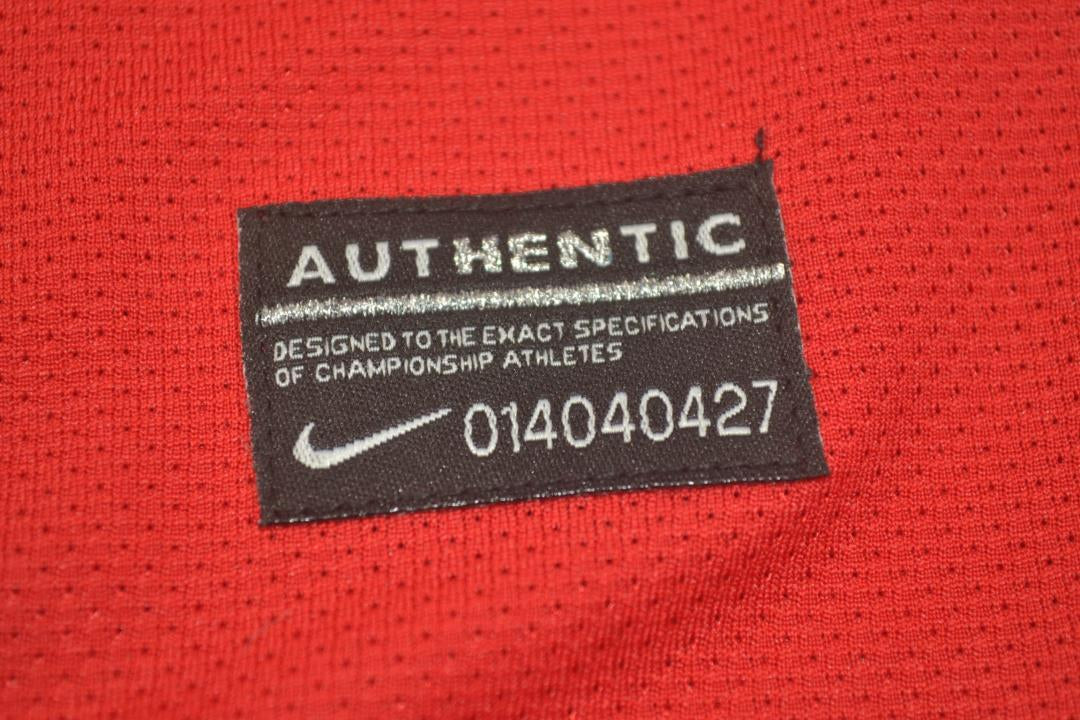 AUTHENTIC
DESIGNED TO THE EXACT SPECIFICATIONS
OF CHAMPIONSHIP ATHLETES
014040427